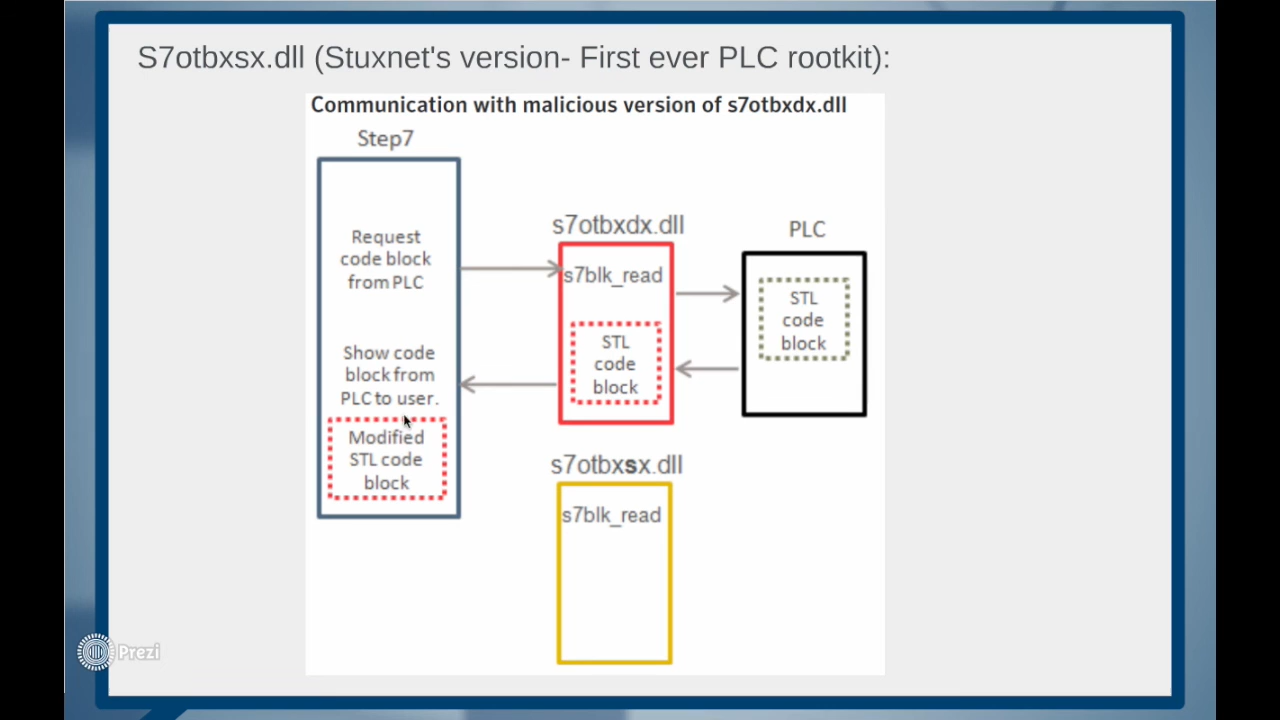 S7otbxsx.dll (Stuxnet's version- First ever PLC rootkit):
Communication with malicious version of s7otbxdx.dll
Step7
Request
code block
from PLC
Show code
block from
PLC to user.
Modified
STL code
block
s7otbxdx.dll
s7blk_read
STL
code
block
s7otbxsx.dll
s7blk_read
PLC
STL
code
block
Prezi